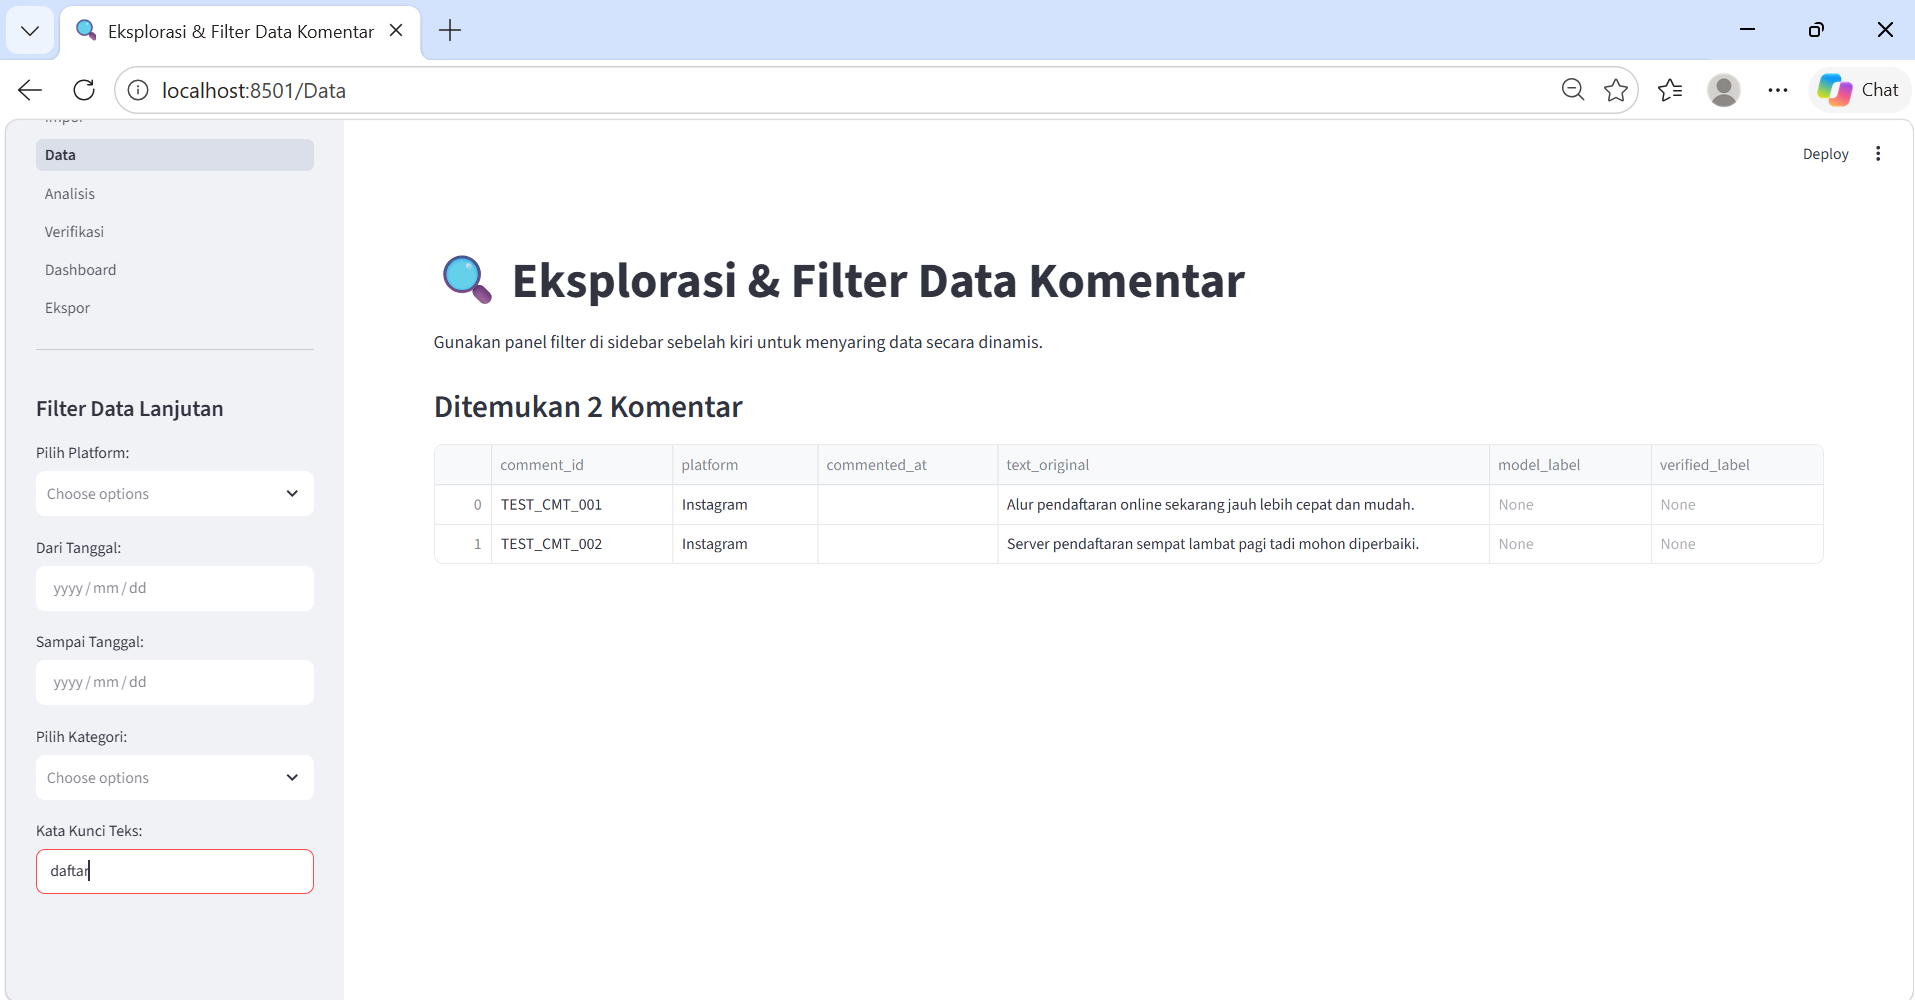 Eksplorasi & Filter Data Komentar
localhost:8501/Data
Chat
Impor
Data
Analisis
Verifikasi
Dashboard
Ekspor
Filter Data Lanjutan
Pilih Platform:
Choose options
Dari Tanggal:
yyyy/mm/dd
Sampai Tanggal:
yyyy/mm/dd
Pilih Kategori:
Choose options
Kata Kunci Teks:
daftar
Deploy
Eksplorasi & Filter Data Komentar
Gunakan panel filter di sidebar sebelah kiri untuk menyaring data secara dinamis.
Ditemukan 2 Komentar
comment_id platform commented_at text_original model_label verified_label
0 TEST_CMT_001 Instagram Alur pendaftaran online sekarang jauh lebih cepat dan mudah. None None
1 TEST_CMT_002 Instagram Server pendaftaran sempat lambat pagi tadi mohon diperbaiki. None None